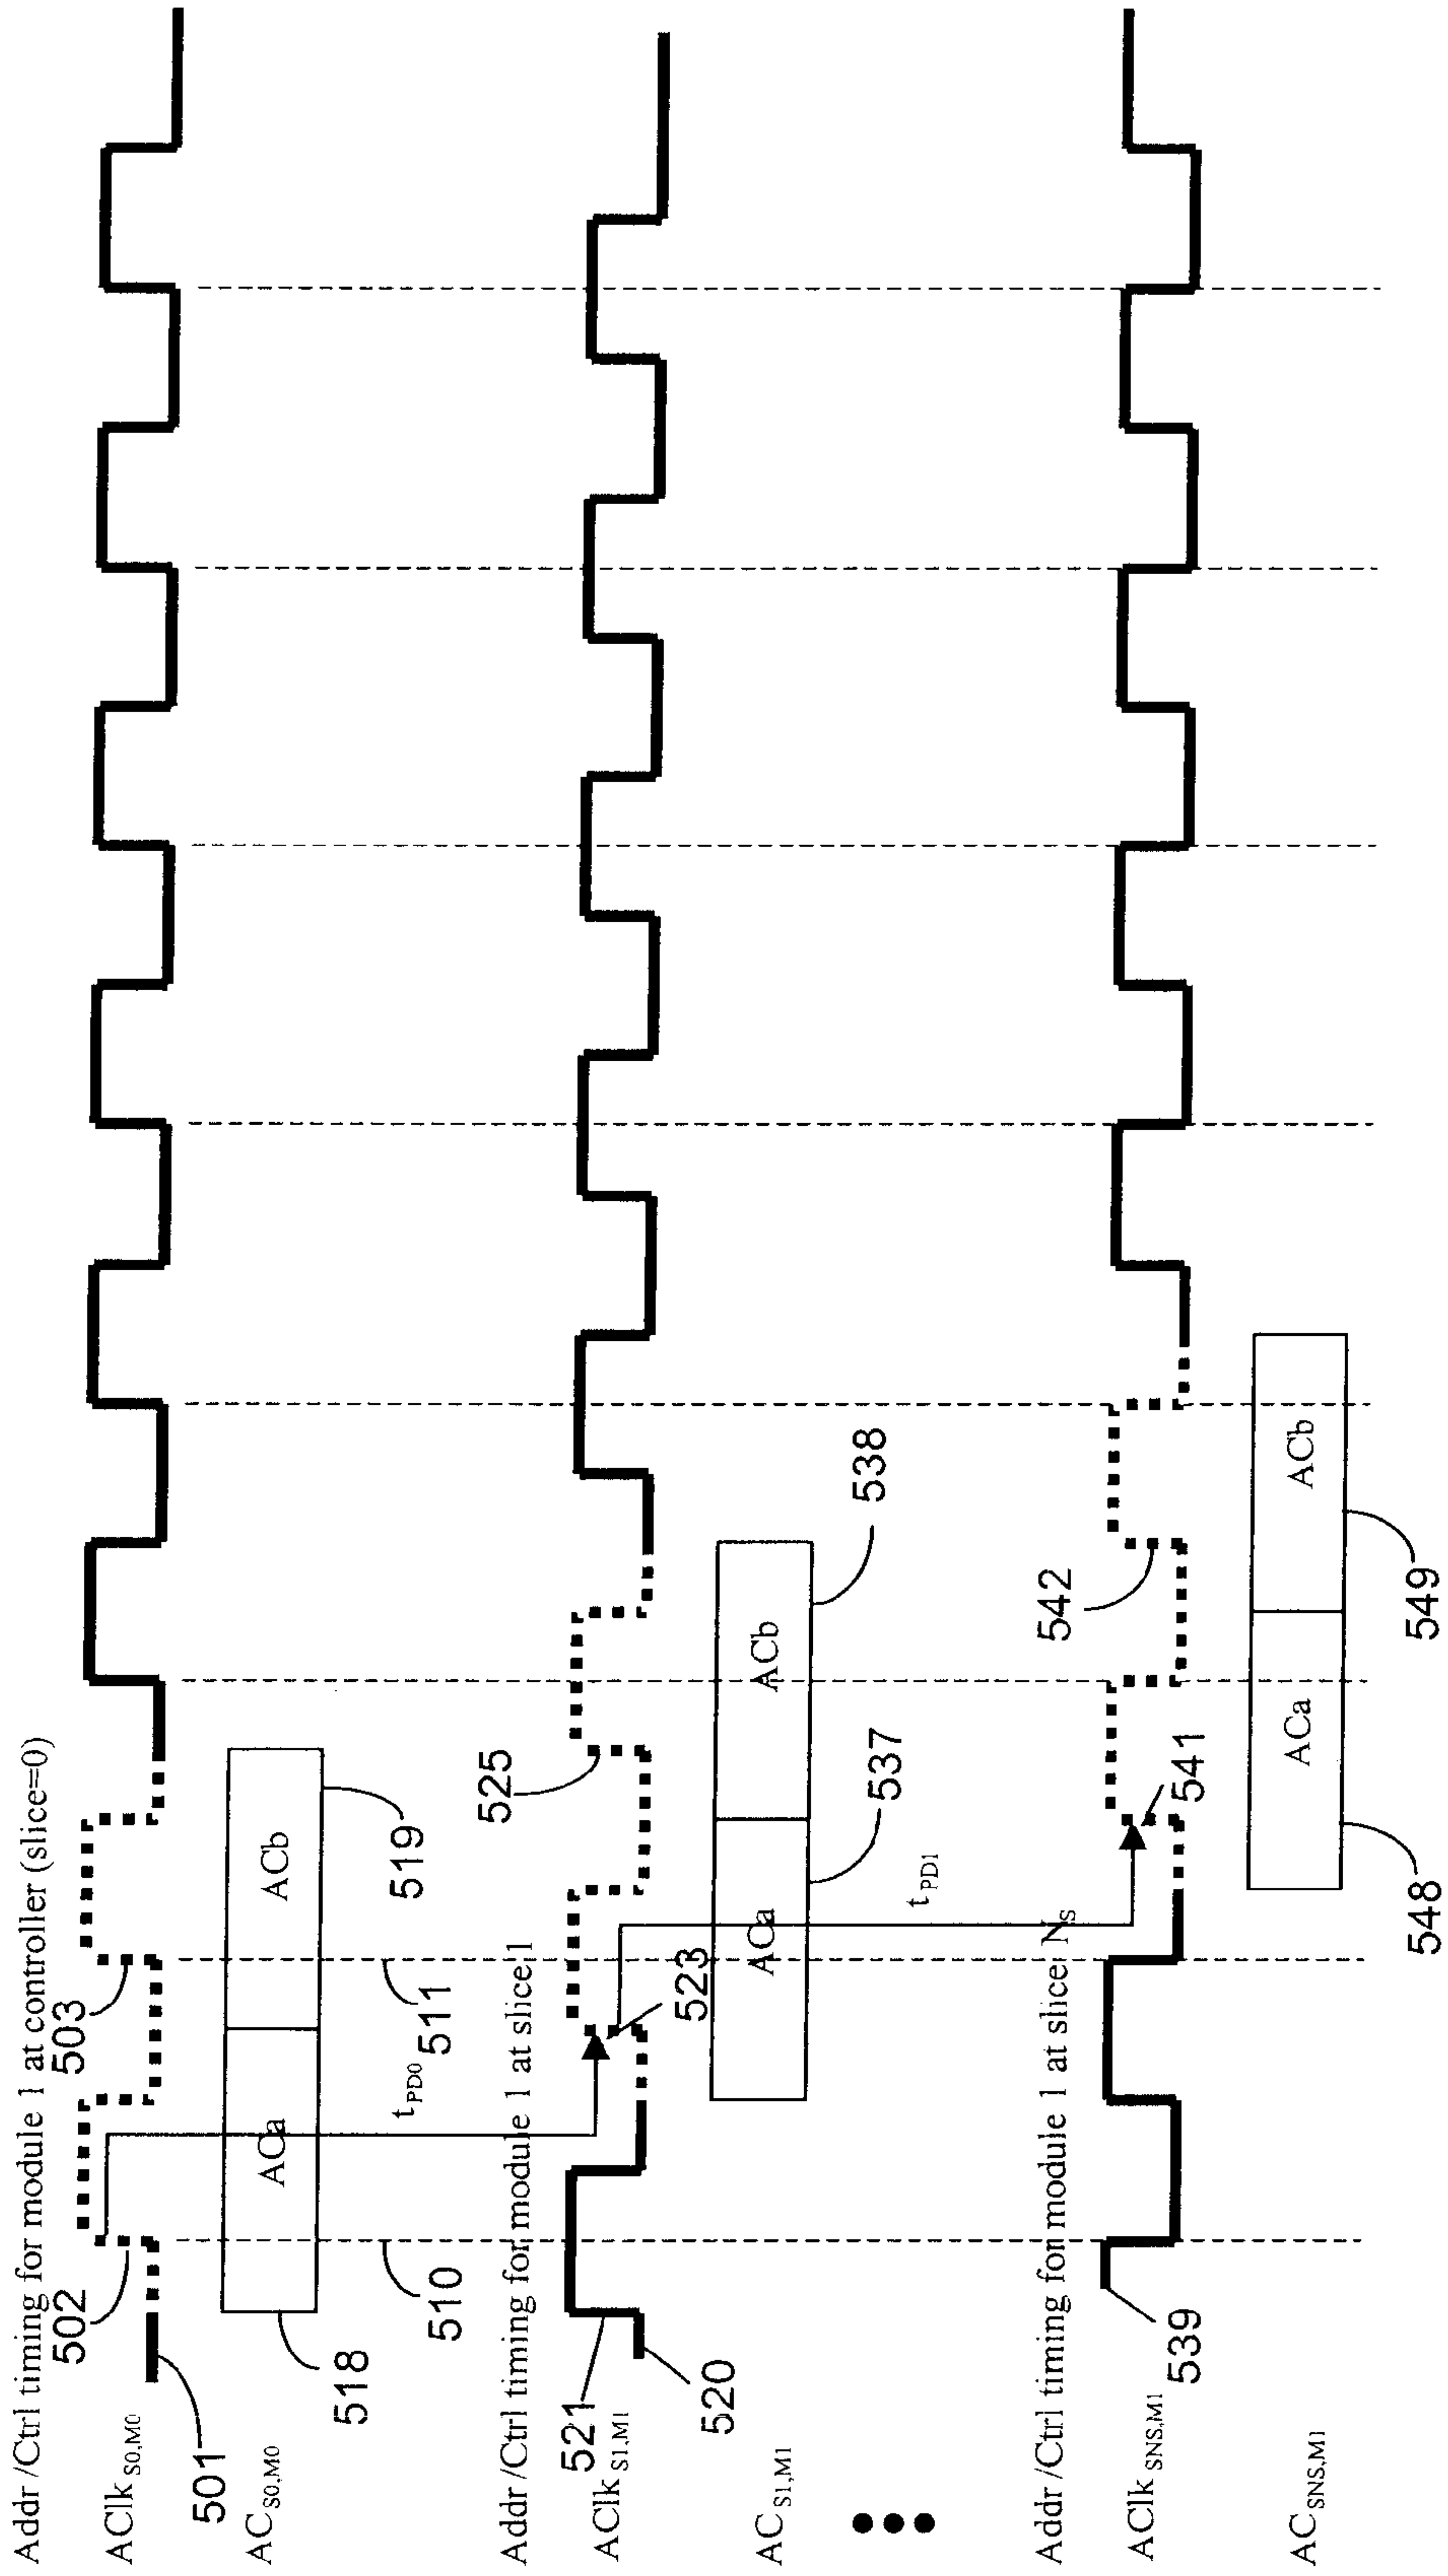 Addr /Ctrl timing for module 1 at controller (slice=0)
502
503
AClk S0,M0
501
AC S0,M0
ACa
ACb
518
519
510
511
tPD0
Addr /Ctrl timing for module 1 at slice 1
523
525
AClk S1,M1
521
520
AC S1,M1
ACa
ACb
537
538
tPD1
Addr /Ctrl timing for module 1 at slice Ns
541
542
AClk SNS,M1
539
AC SNS,M1
ACa
ACb
548
549